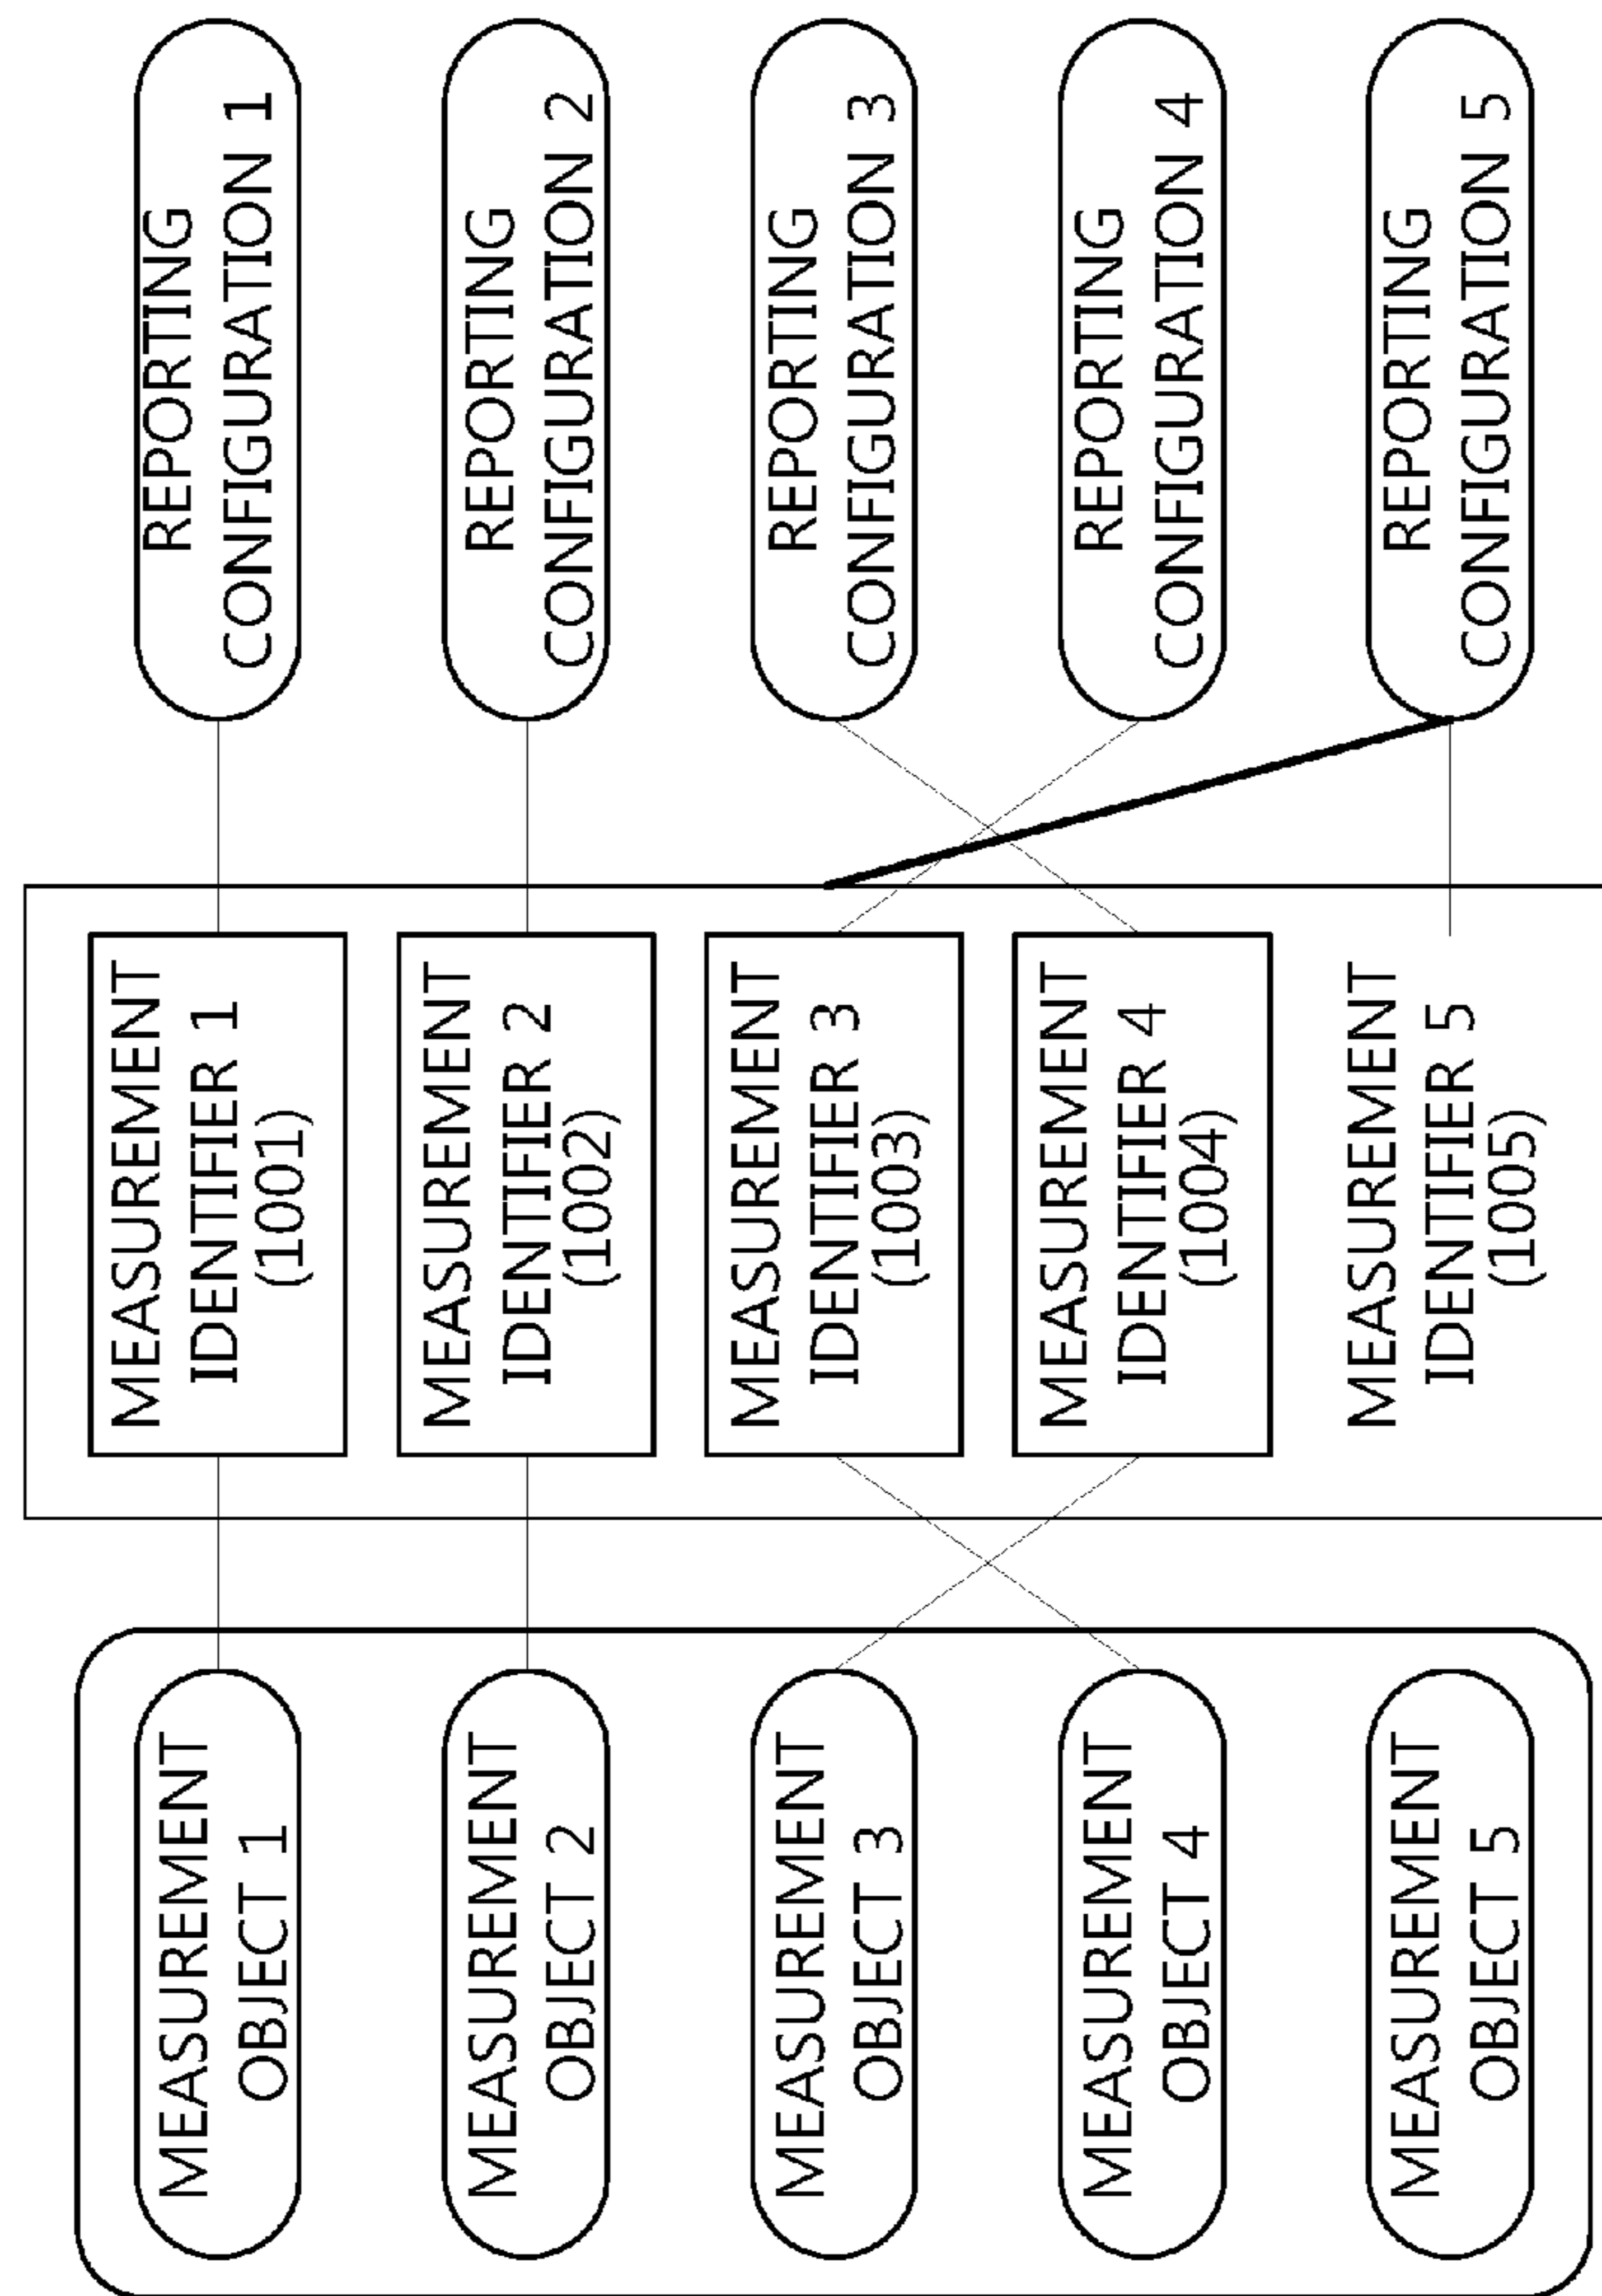 MEASUREMENT
OBJECT 1
MEASUREMENT
IDENTIFIER 1
(1001)
REPORTING
CONFIGURATION 1
MEASUREMENT
OBJECT 2
MEASUREMENT
IDENTIFIER 2
(1002)
REPORTING
CONFIGURATION 2
MEASUREMENT
OBJECT 3
MEASUREMENT
IDENTIFIER 3
(1003)
REPORTING
CONFIGURATION 3
MEASUREMENT
OBJECT 4
MEASUREMENT
IDENTIFIER 4
(1004)
REPORTING
CONFIGURATION 4
MEASUREMENT
OBJECT 5
MEASUREMENT
IDENTIFIER 5
(1005)
REPORTING
CONFIGURATION 5